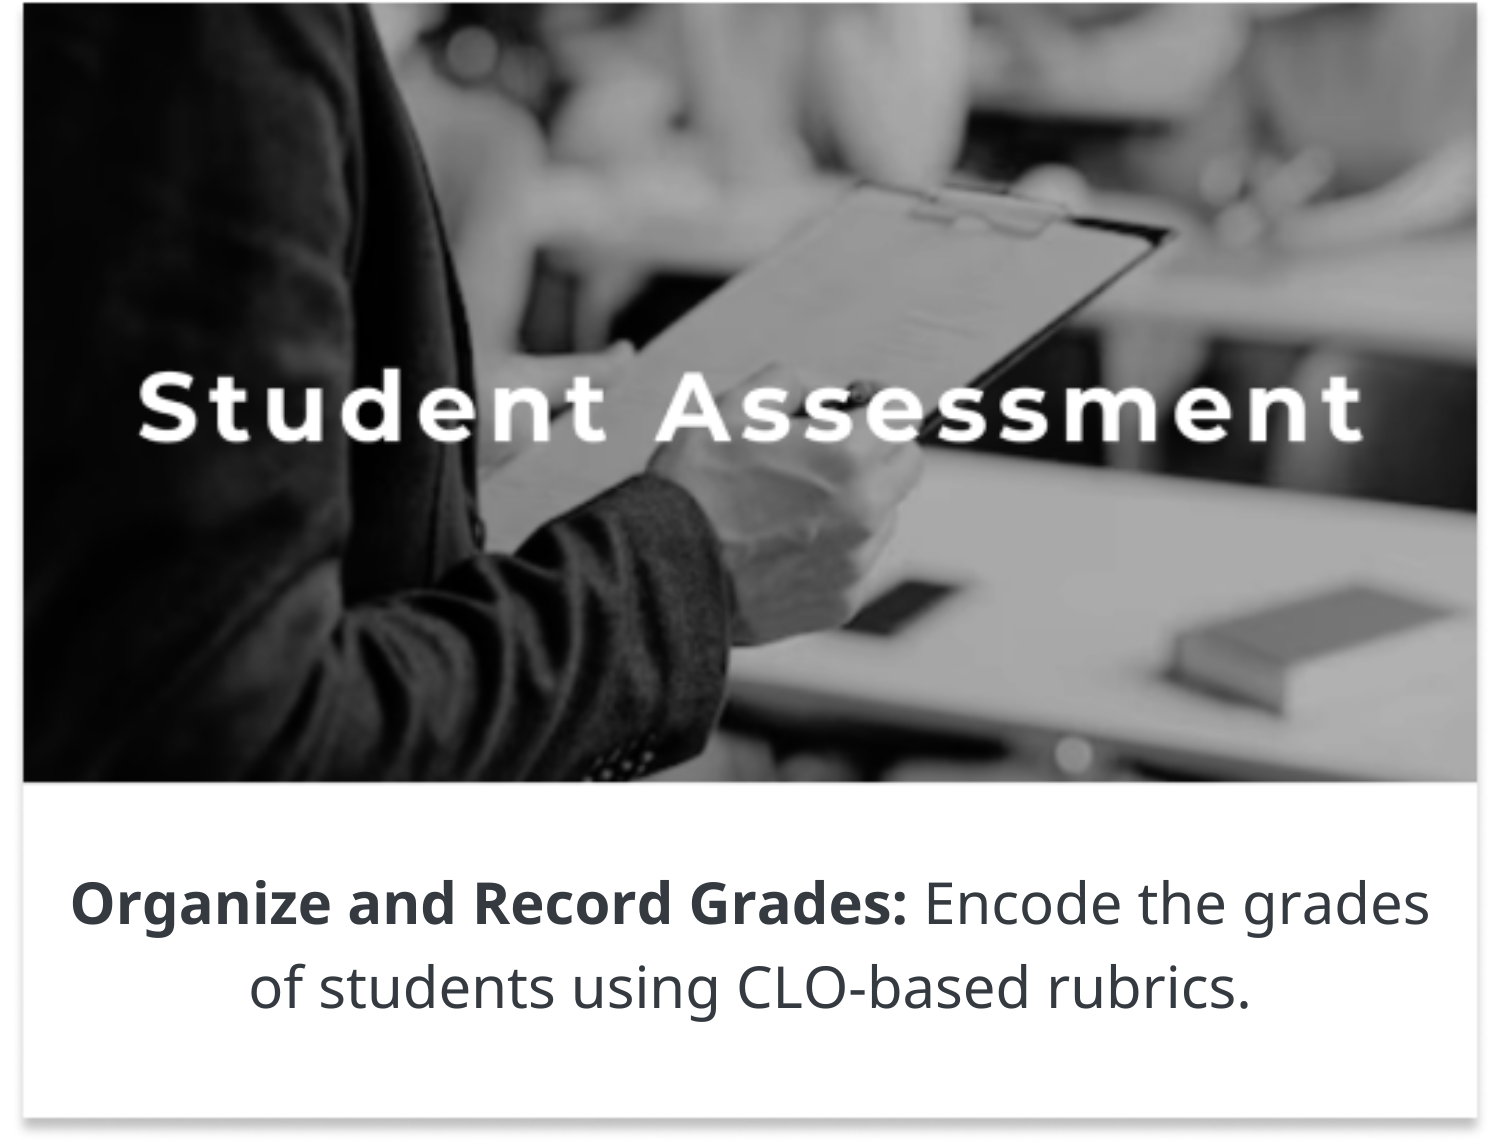 Student Assessment
Organize and Record Grades: Encode the grades
of students using CLO-based rubrics.